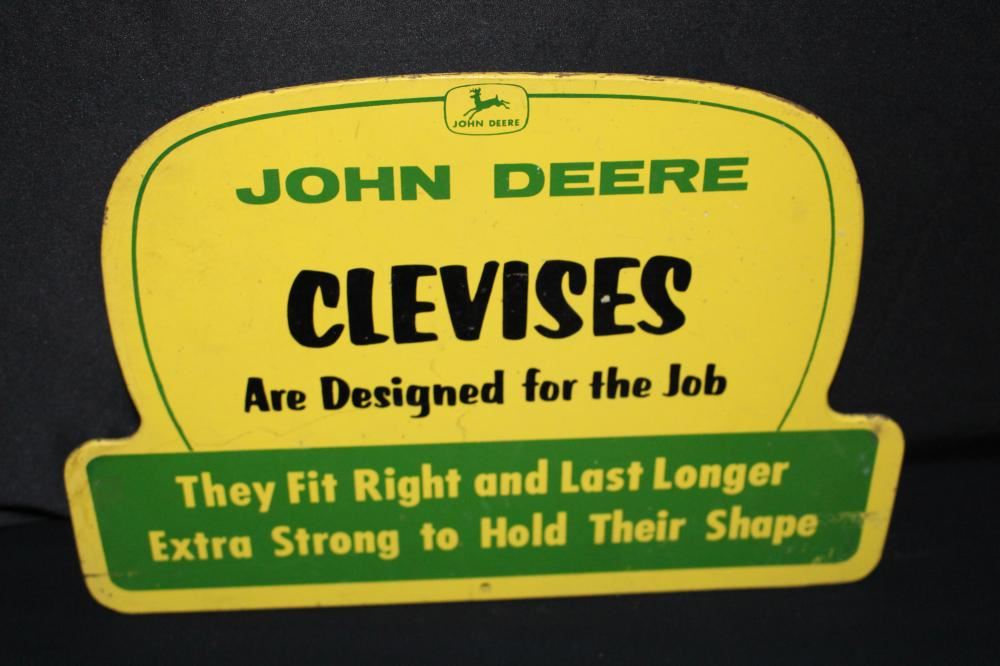 JOHN DEERE
JOHN DEERE
CLEVISES
Are Designed for the Job
They Fit Right and Last Longer
Extra Strong to Hold Their Shape